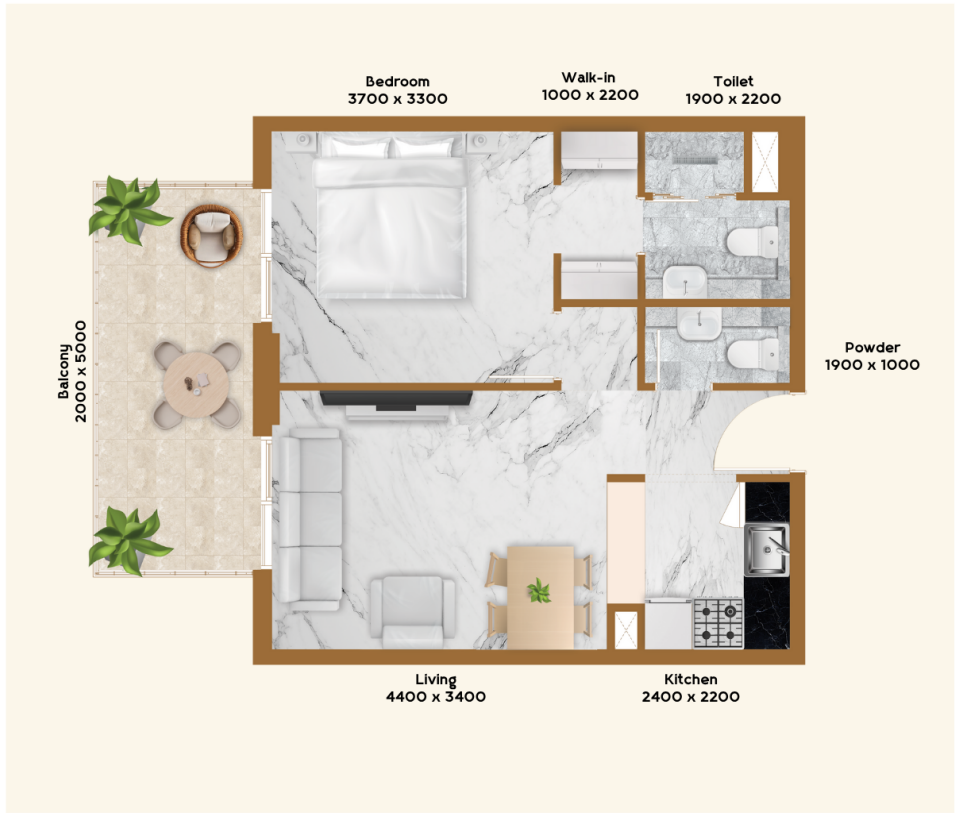 Bedroom
3700 x 3300
Walk-in
1000 x 2200
Toilet
1900 x 2200
Balcony
2000 x 5000
Powder
1900 x 1000
Living
4400 x 3400
Kitchen
2400 x 2200